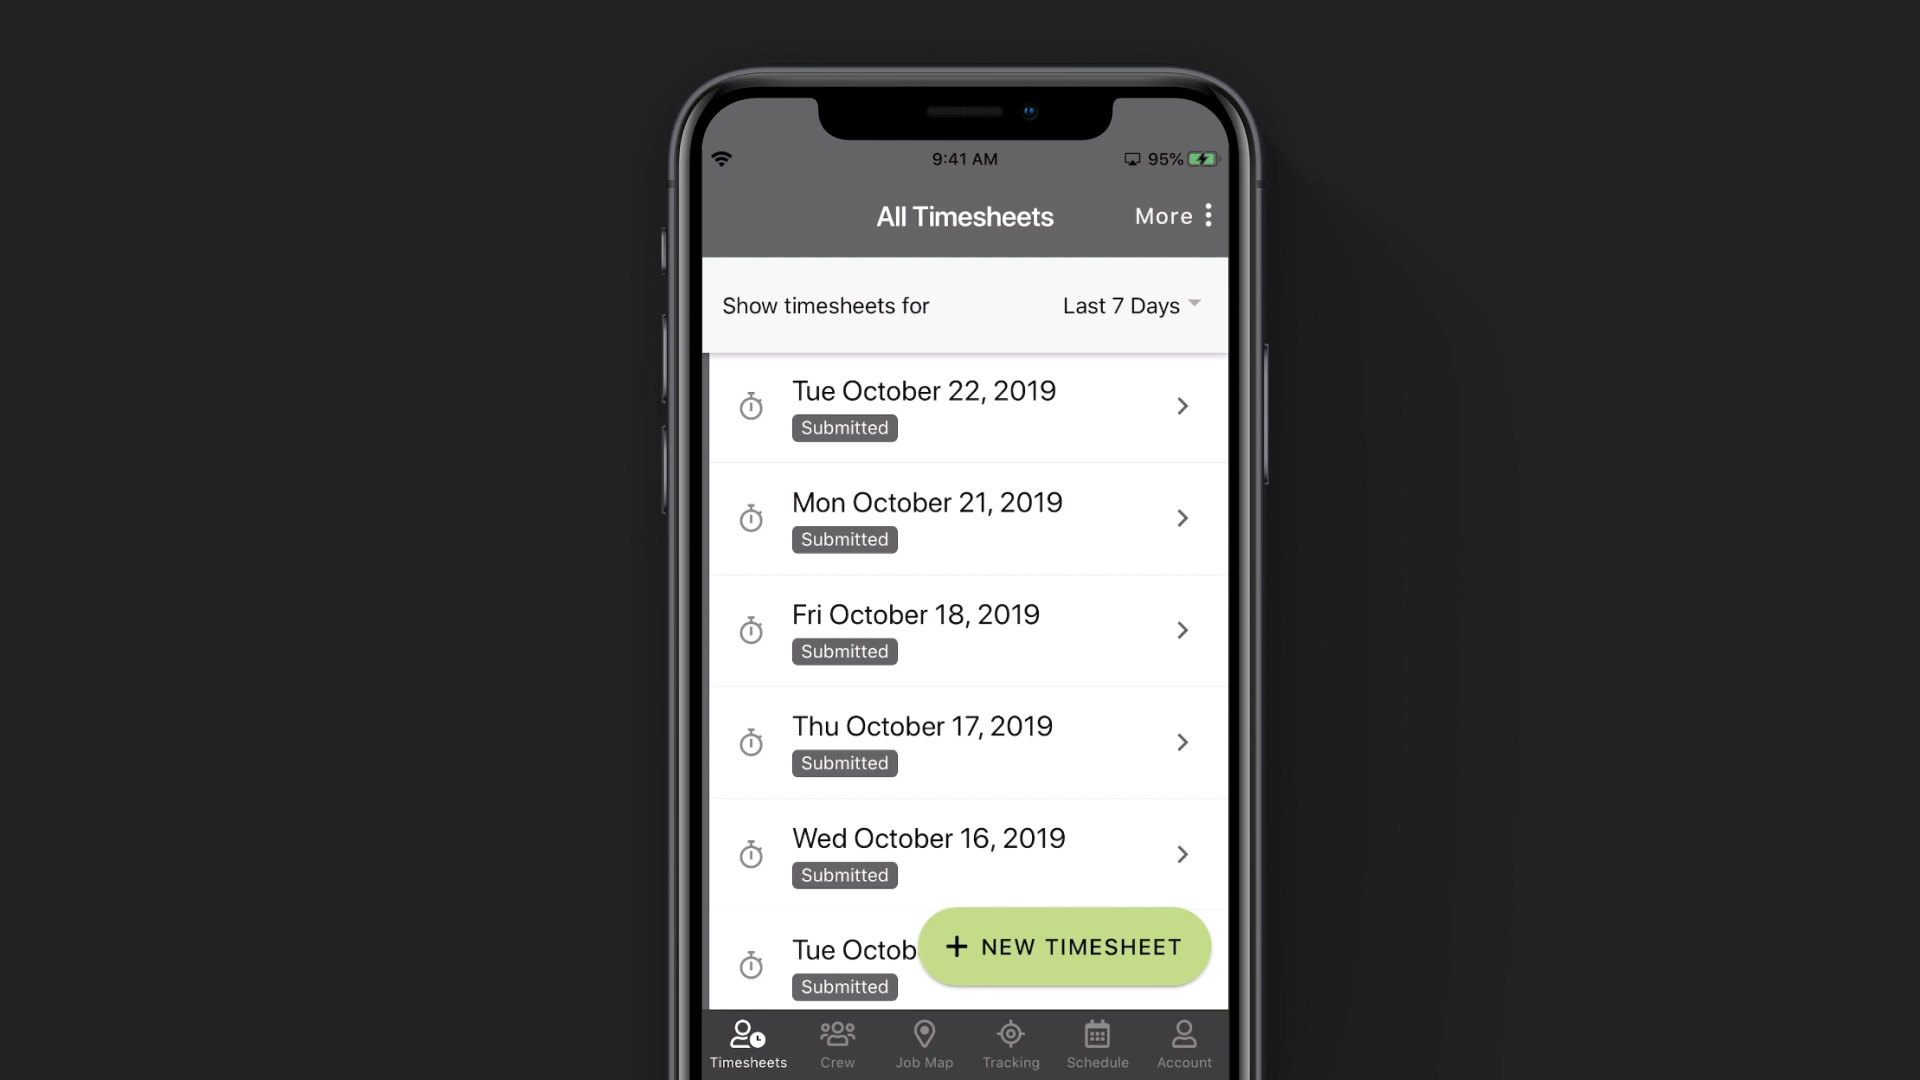 9:41 AM
95%
All Timesheets
More
Show timesheets for
Last 7 Days
Tue October 22, 2019
Submitted
Mon October 21, 2019
Submitted
Fri October 18, 2019
Submitted
Thu October 17, 2019
Submitted
Wed October 16, 2019
Submitted
Tue Octob
+ NEW TIMESHEET
Submitted
Timesheets
Crew
Job Map
Tracking
Schedule
Account